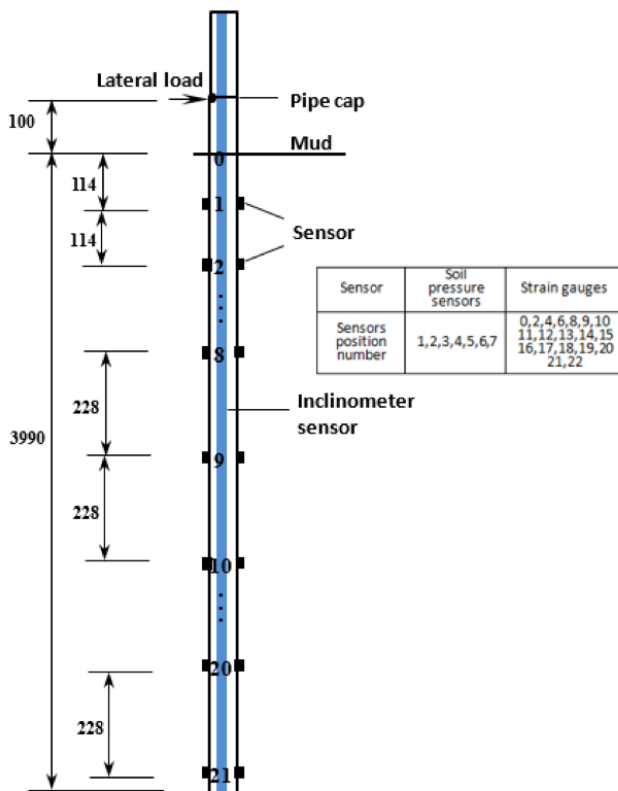 Lateral load
Pipe cap
100
Mud
0
114
1
114
Sensor
2
Sensor
Soil
pressure
sensors
Strain gauges
Sensors
position
number
1,2,3,4,5,6,7
0,2,4,6,8,9,10
11,12,13,14,15
16,17,18,19,20
21,22
8
228
Inclinometer
sensor
3990
9
228
10
20
228
21